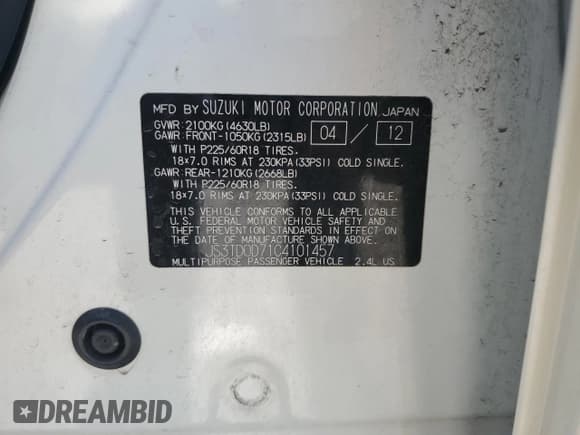 MFD BY SUZUKI MOTOR CORPORATION JAPAN
GVWR: 2100KG(4630LB)
GAWR: FRONT-1050KG(2315LB) 04 / 12
WITH P225/60R18 TIRES.
18×7.0 RIMS AT 230KPA(33PSI) COLD SINGLE.
GAWR: REAR-1210KG(2668LB)
WITH P225/60R18 TIRES.
18×7.0 RIMS AT 230KPA(33PSI) COLD SINGLE.
THIS VEHICLE CONFORMS TO ALL APPLICABLE
U.S. FEDERAL MOTOR VEHICLE SAFETY AND
THEFT PREVENTION STANDARDS IN EFFECT ON
THE DATE OF MANUFACTURE SHOWN ABOVE.
JS3TD0D71C4101457
MULTIPURPOSE PASSENGER VEHICLE 2.4L US
DREAMBID